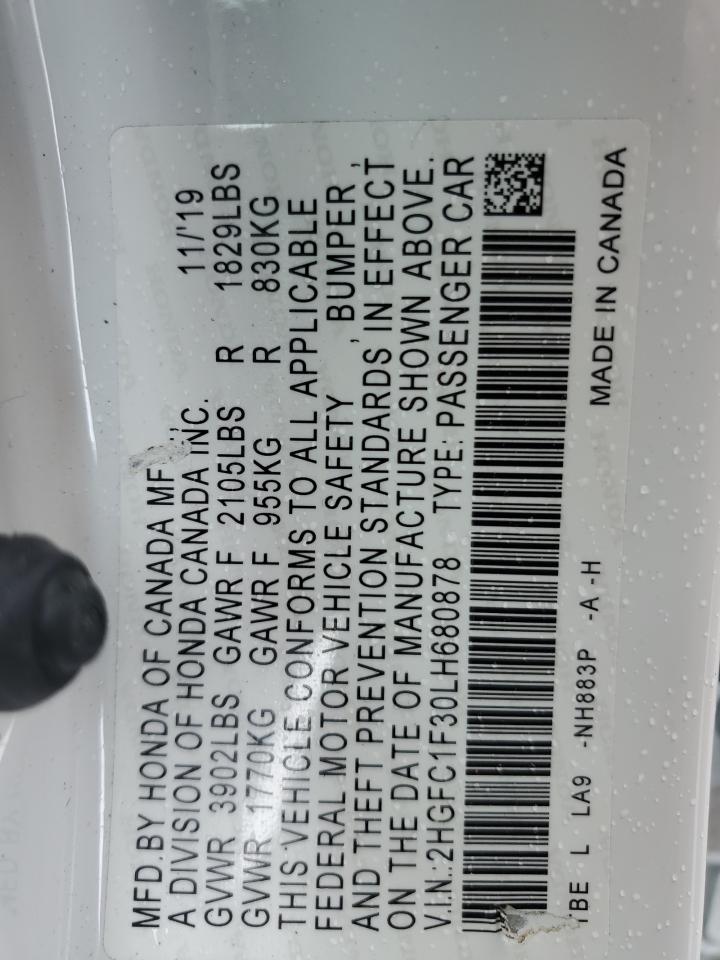 MFD.BY HONDA OF CANADA MF
A DIVISION OF HONDA CANADA INC. 11/'19
GVWR 3902LBS GAWR F 2105LBS R 1829LBS
GVWR 1770KG GAWR F 955KG R 830KG
THIS VEHICLE CONFORMS TO ALL APPLICABLE
FEDERAL MOTOR VEHICLE SAFETY , BUMPER ,
AND THEFT PREVENTION STANDARDS IN EFFECT
ON THE DATE OF MANUFACTURE SHOWN ABOVE.
V.I.N.:2HGFC1F30LH680878 TYPE: PASSENGER CAR
TBE L LA9 -NH883P -A -H MADE IN CANADA